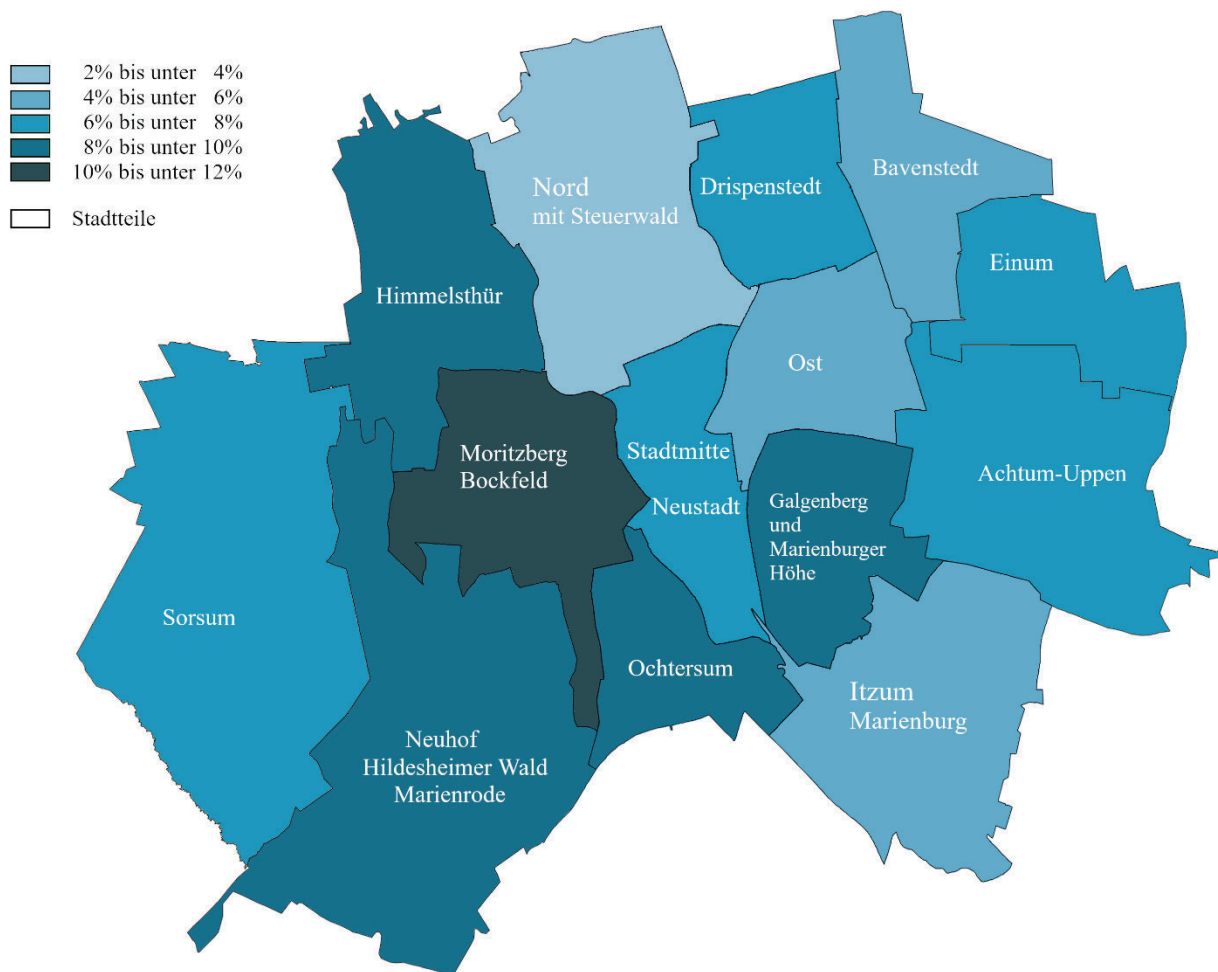 2% bis unter 4%
4% bis unter 6%
6% bis unter 8%
8% bis unter 10%
10% bis unter 12%
Stadtteile
Nord
mit Steuerwald
Drispenstedt
Bavenstedt
Einum
Himmelsthür
Ost
Moritzberg
Bockfeld
Stadtmitte
Neustadt
Galgenberg
und
Marienburger
Höhe
Achtum-Uppen
Sorsum
Ochtersum
Itzum
Marienburg
Neuhof
Hildesheimer Wald
Marienrode